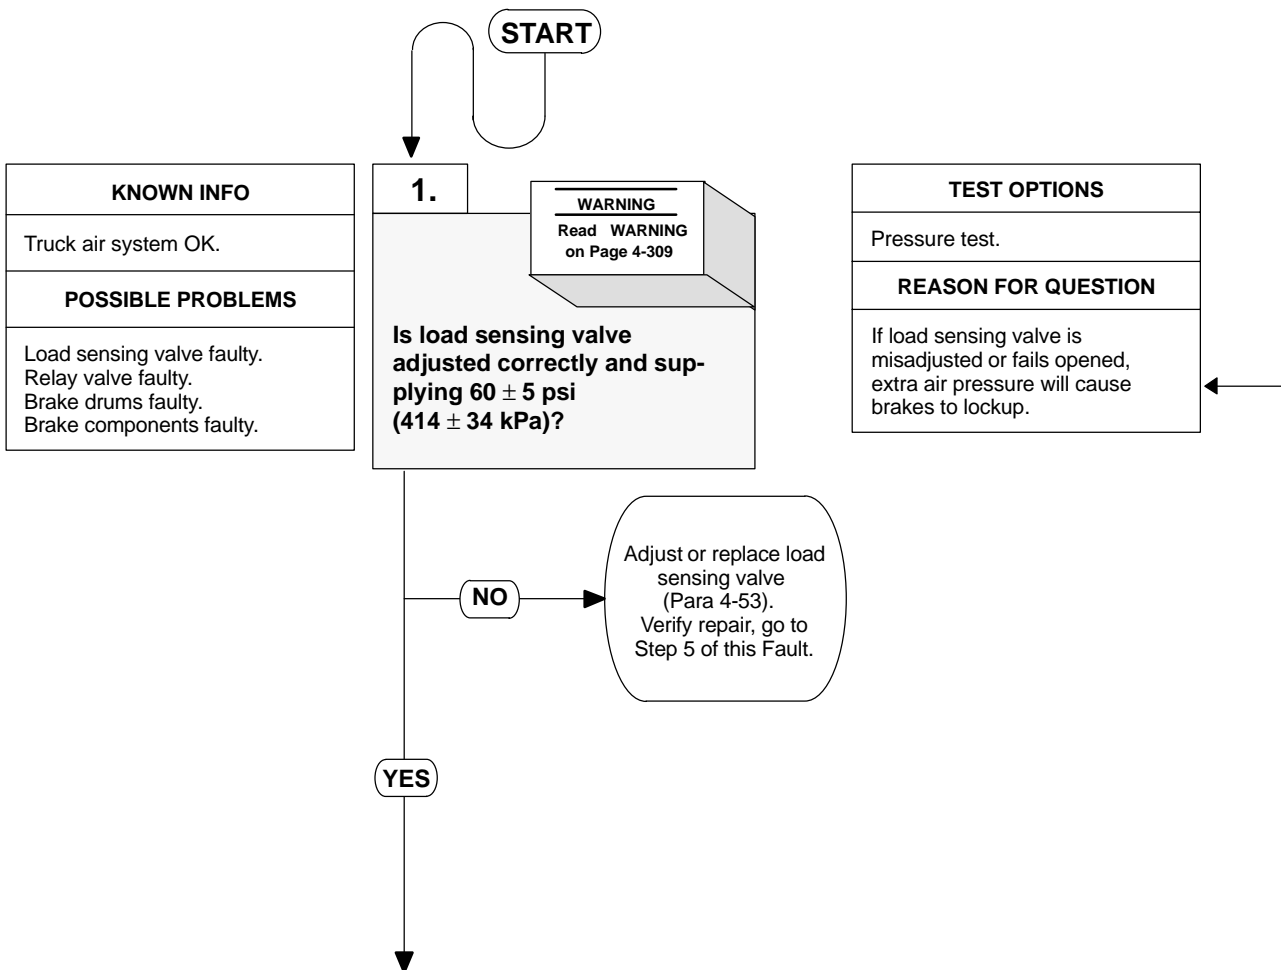 START
KNOWN INFO
Truck air system OK.
POSSIBLE PROBLEMS
Load sensing valve faulty.
Relay valve faulty.
Brake drums faulty.
Brake components faulty.
1.
WARNING
Read WARNING
on Page 4-309
Is load sensing valve
adjusted correctly and sup-
plying 60 ± 5 psi
(414 ± 34 kPa)?
TEST OPTIONS
Pressure test.
REASON FOR QUESTION
If load sensing valve is
misadjusted or fails opened,
extra air pressure will cause
brakes to lockup.
NO
Adjust or replace load
sensing valve
(Para 4-53).
Verify repair, go to
Step 5 of this Fault.
YES